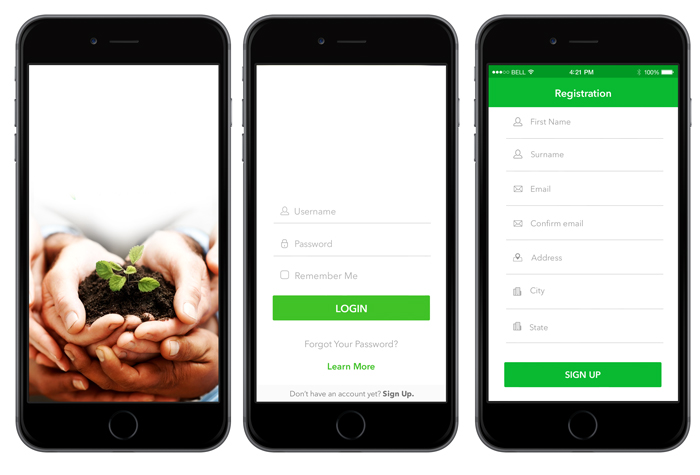 Username
Password
Remember Me
LOGIN
Forgot Your Password?
Learn More
Don't have an account yet? Sign Up.
BELL 4:21 PM 100%
Registration
First Name
Surname
Email
Confirm email
Address
City
State
SIGN UP